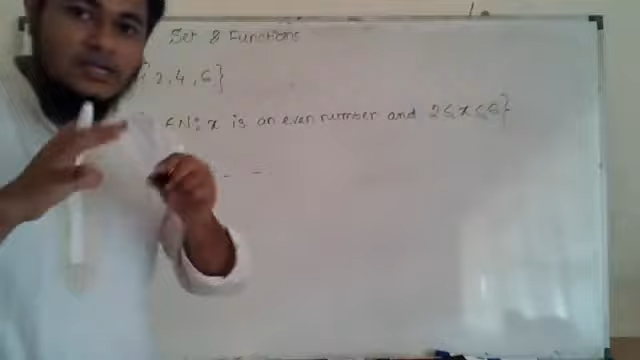 Set & Functions
{2,4,6}
∈N: x is an even number and 2≤x≤6}